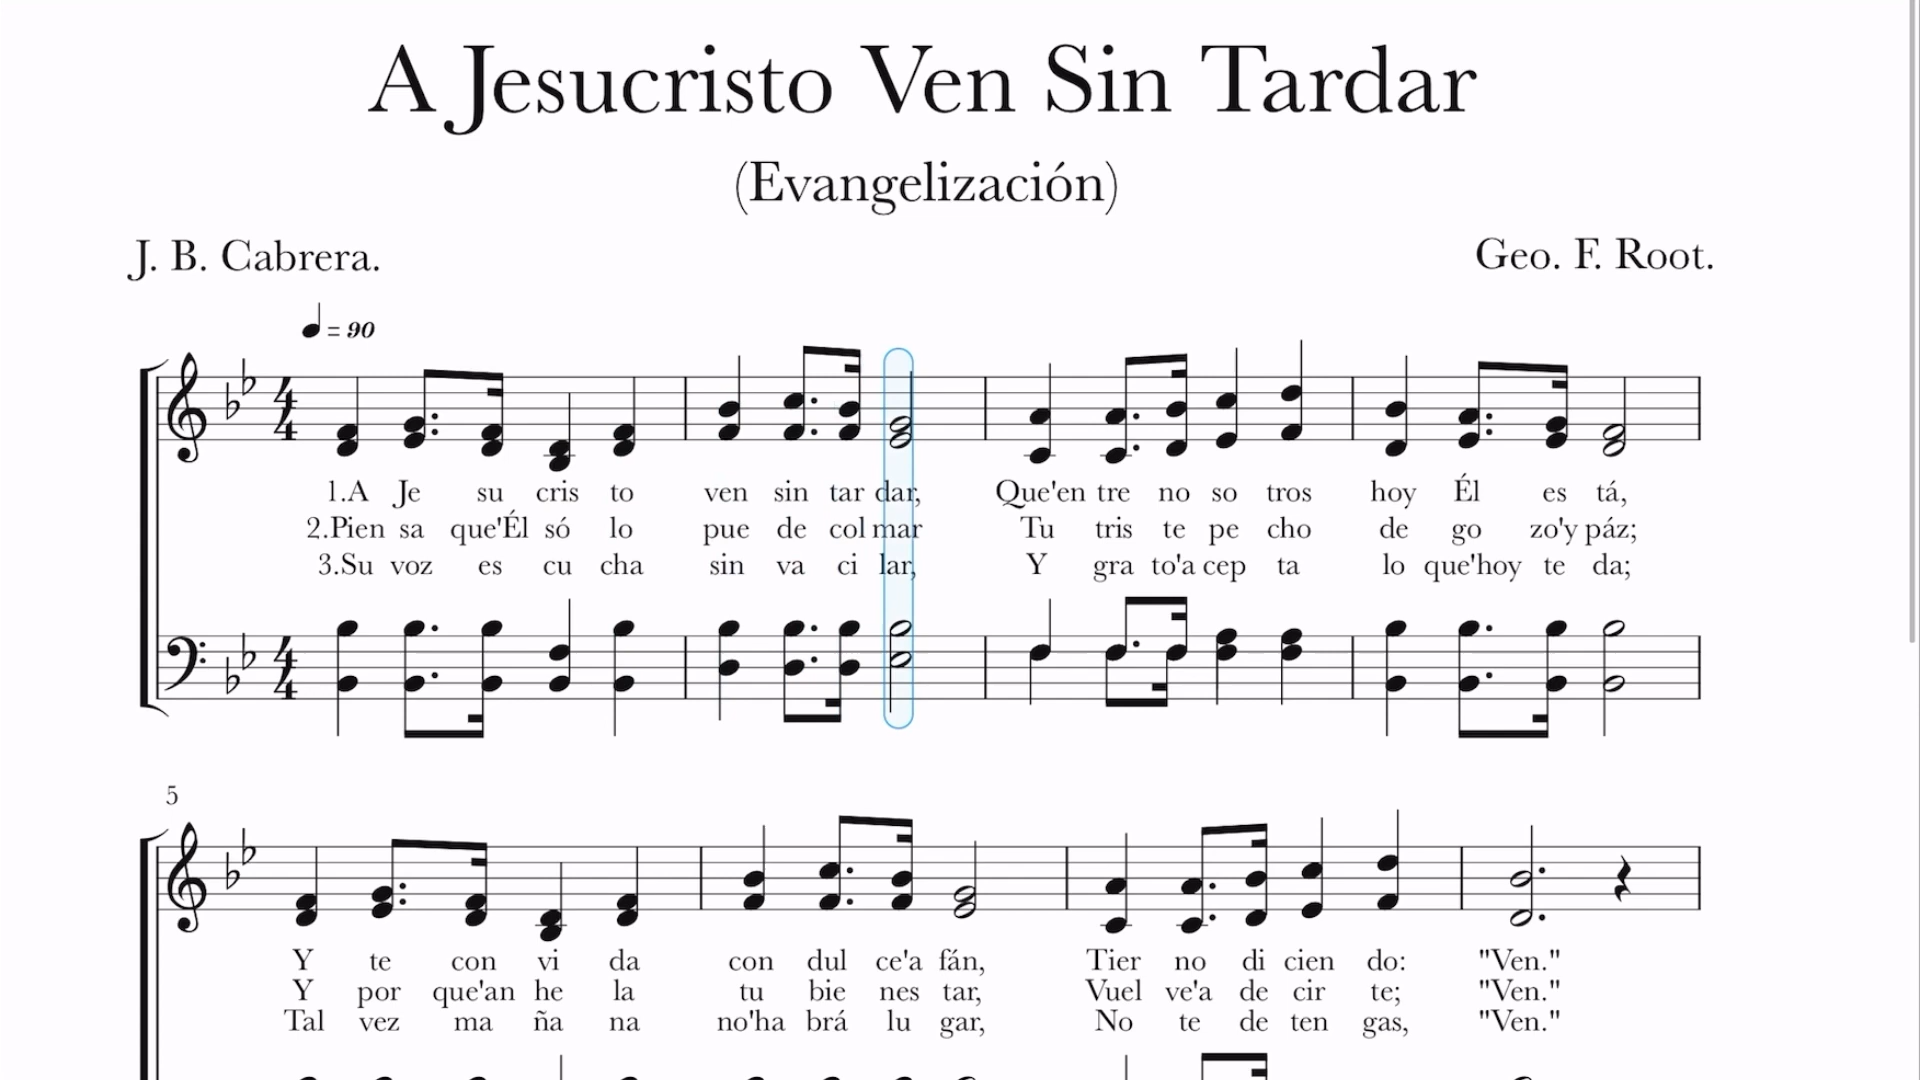 A Jesucristo Ven Sin Tardar
(Evangelización)
J. B. Cabrera.
Geo. F. Root.
= 90
4
4
1.A Je su cris to ven sin tar dar, Que'en tre no so tros hoy Él es tá,
2.Pien sa que'Él só lo pue de col mar Tu tris te pe cho de go zo'y páz;
3.Su voz es cu cha sin va ci lar, Y gra to'a cep ta lo que'hoy te da;
4
4
5
Y te con vi da con dul ce'a fán, Tier no di cien do: "Ven."
Y por que'an he la tu bie nes tar, Vuel ve'a de cir te; "Ven."
Tal vez ma ña na no'ha brá lu gar, No te de ten gas, "Ven."